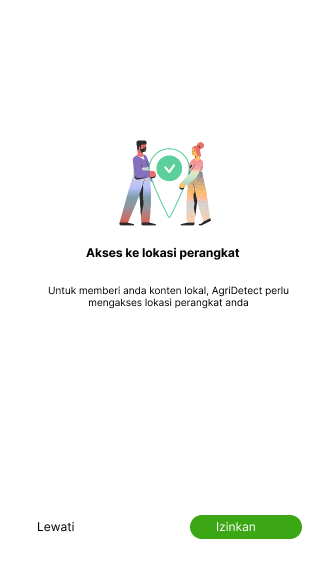 Akses ke lokasi perangkat
Untuk memberi anda konten lokal, AgriDetect perlu
mengakses lokasi perangkat anda
Lewati
Izinkan